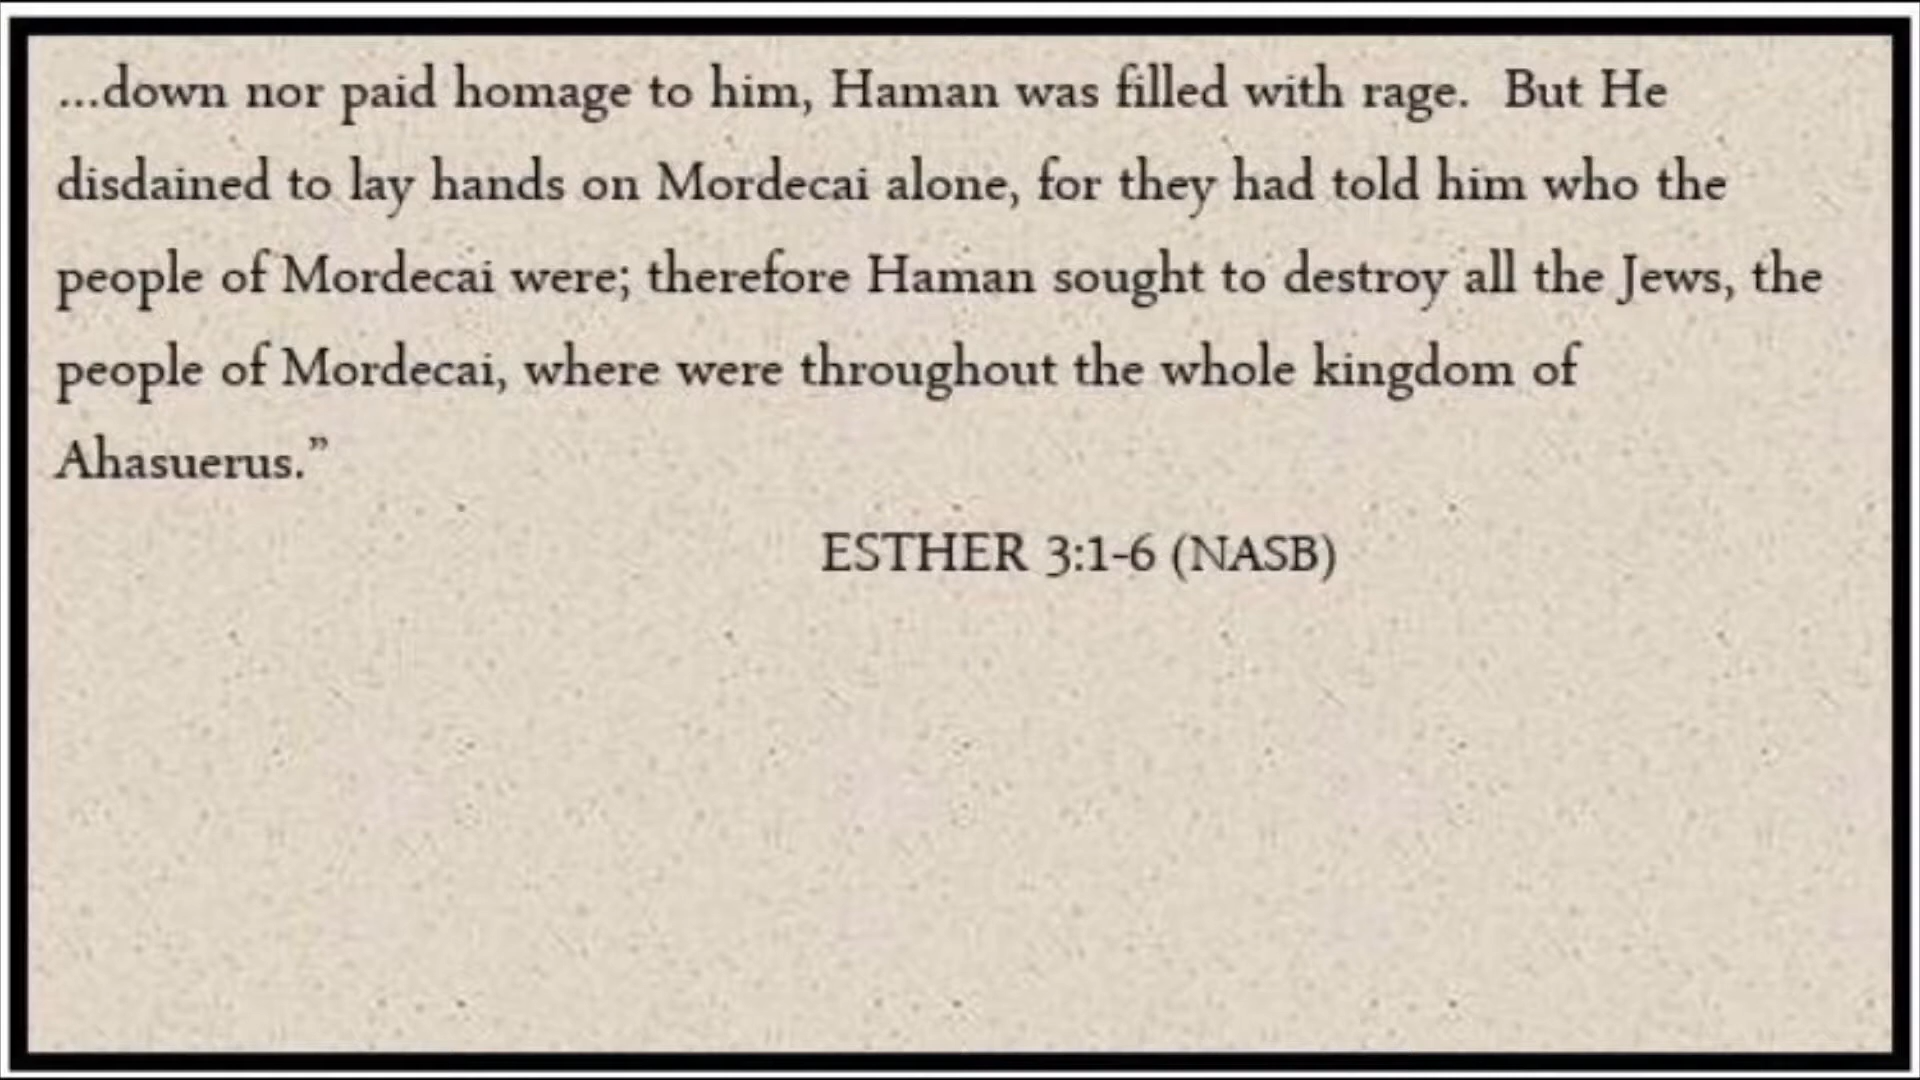 ...down nor paid homage to him, Haman was filled with rage.  But He
disdained to lay hands on Mordecai alone, for they had told him who the
people of Mordecai were; therefore Haman sought to destroy all the Jews, the
people of Mordecai, where were throughout the whole kingdom of
Ahasuerus.”
ESTHER 3:1-6 (NASB)